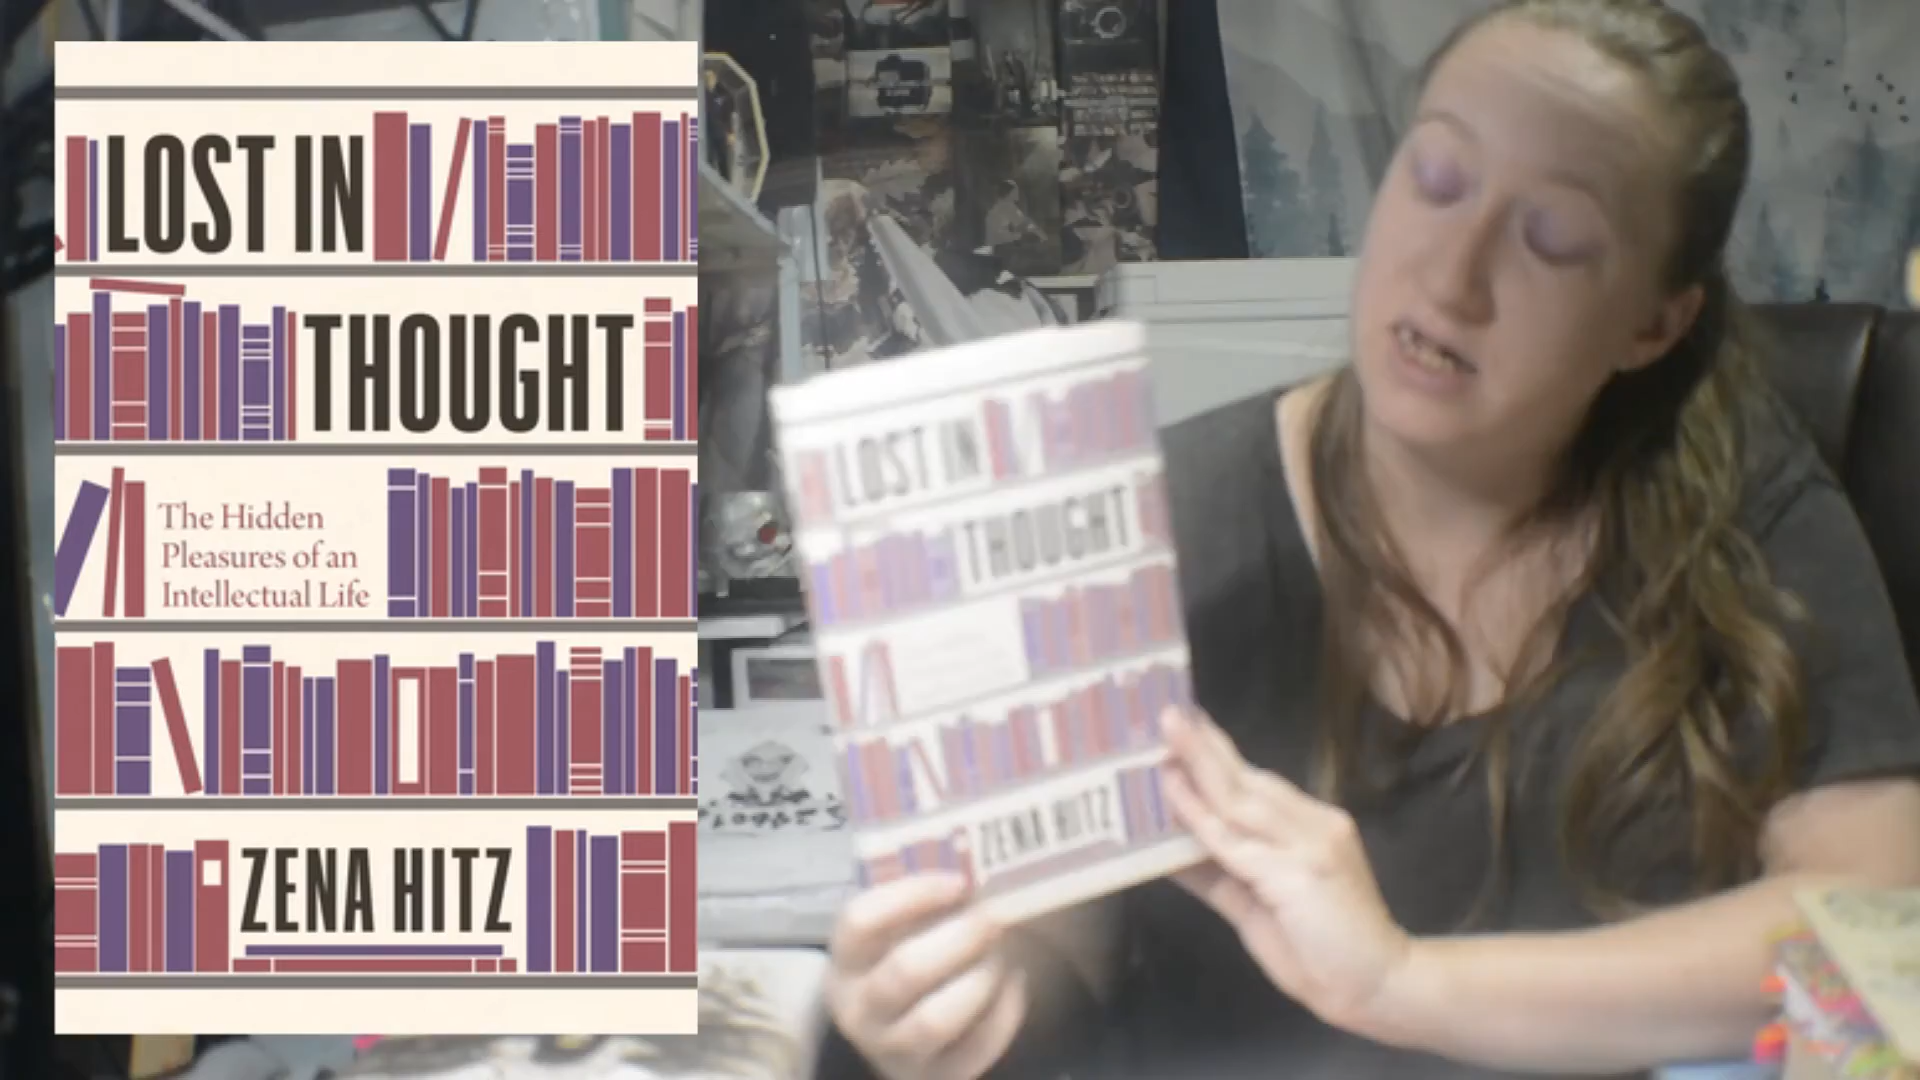 LOST IN
THOUGHT
The Hidden
Pleasures of an
Intellectual Life
ZENA HITZ
LOST IN
THOUGHT
ZENA HITZ